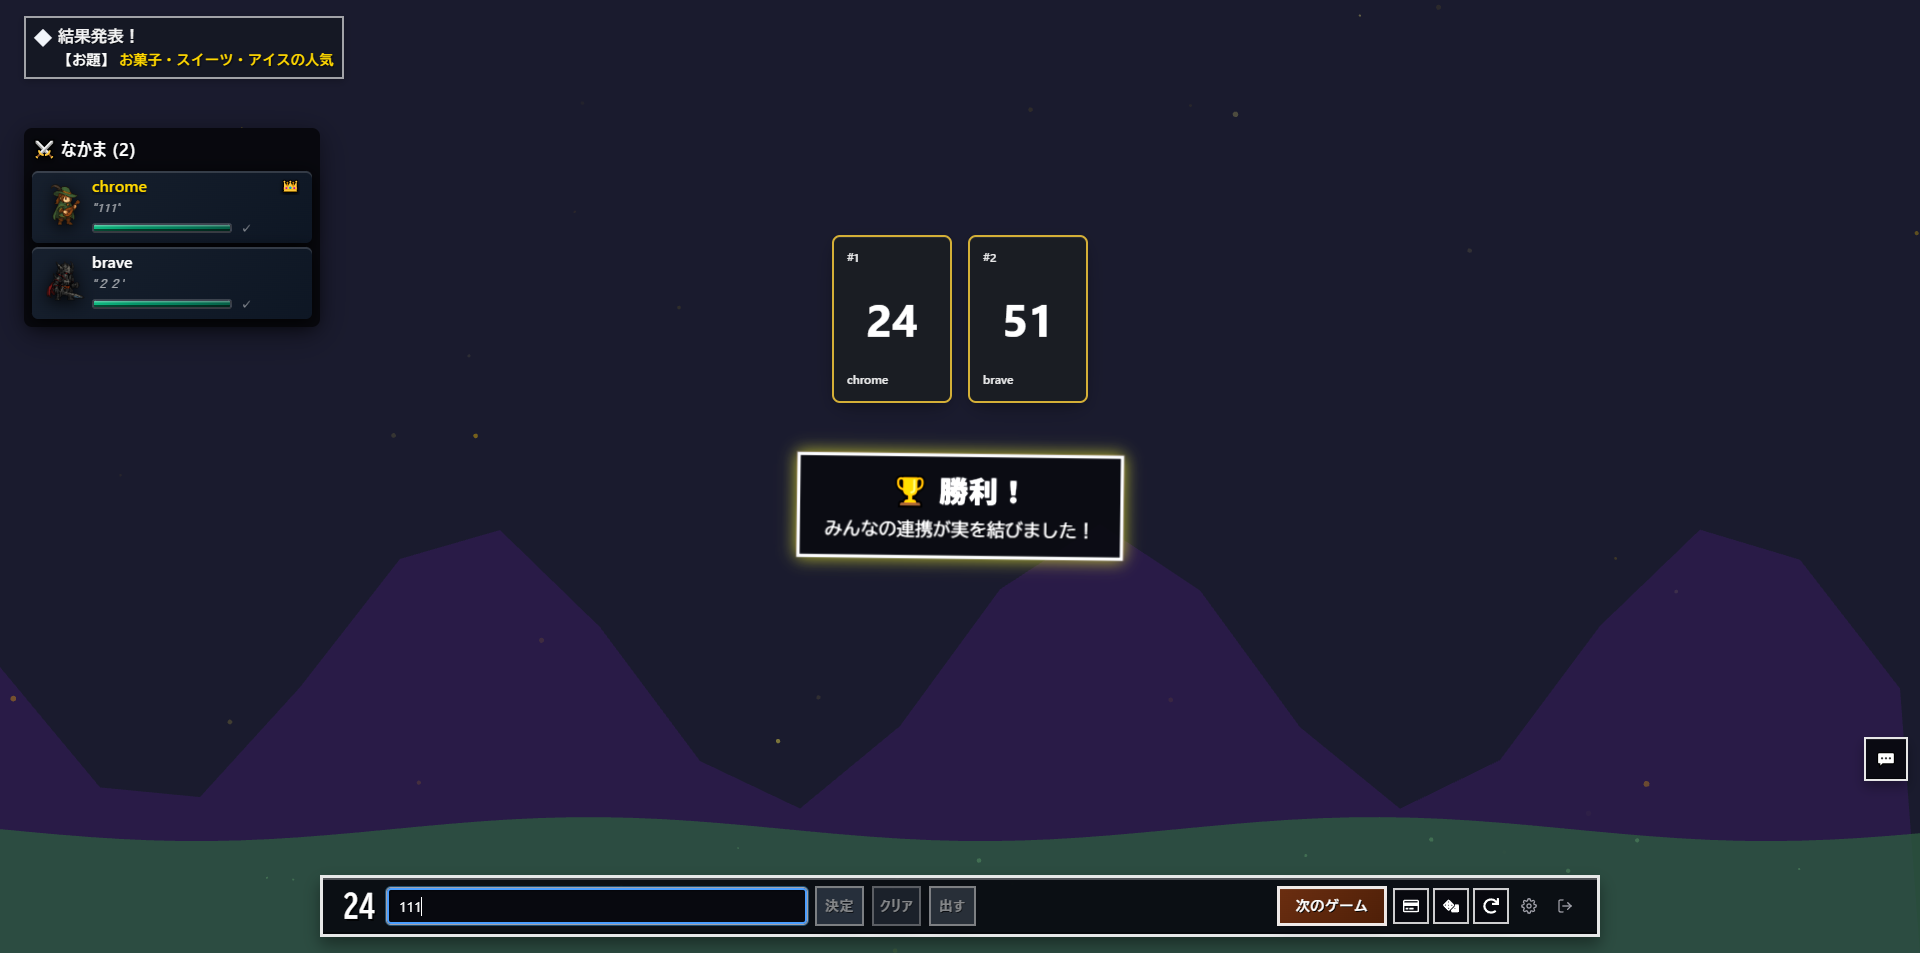 結果発表！
【お題】 お菓子・スイーツ・アイスの人気
なかま (2)
chrome
"111"
✓
brave
"２２"
✓
#1
24
chrome
#2
51
brave
勝利！
みんなの連携が実を結びました！
24
111
決定
クリア
出す
次のゲーム